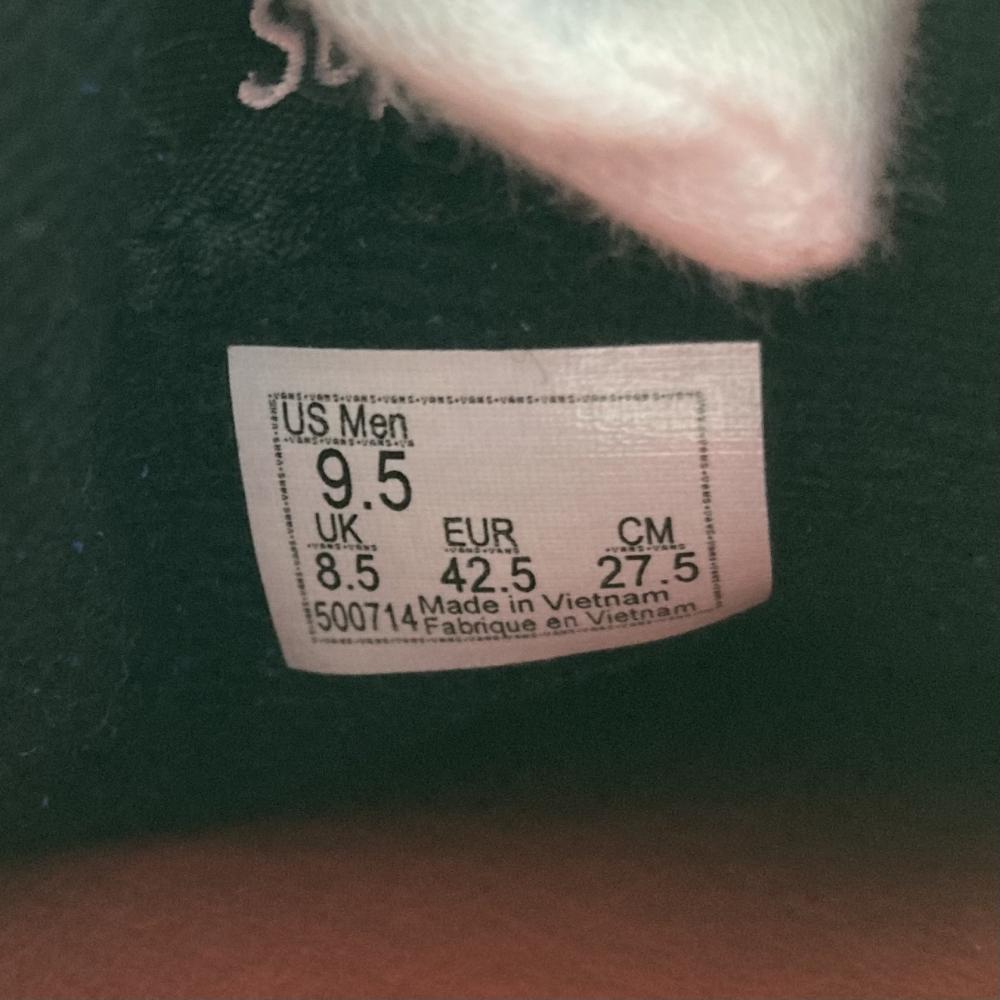 US Men
9.5
UK EUR CM
8.5 42.5 27.5
500714 Made in Vietnam
Fabrique en Vietnam